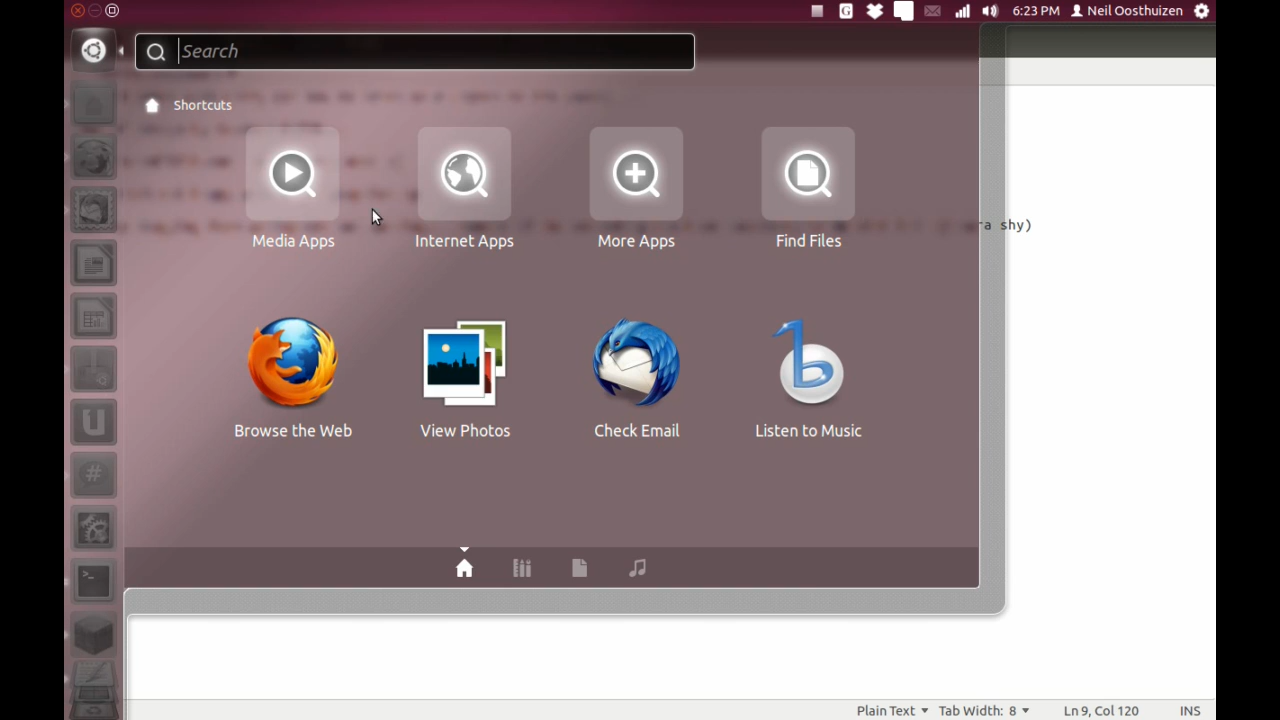 6:23 PM Neil Oosthuizen
Search
Shortcuts
Media Apps Internet Apps More Apps Find Files
ra shy)
Browse the Web View Photos Check Email Listen to Music
Plain Text Tab Width: 8 Ln 9, Col 120 INS